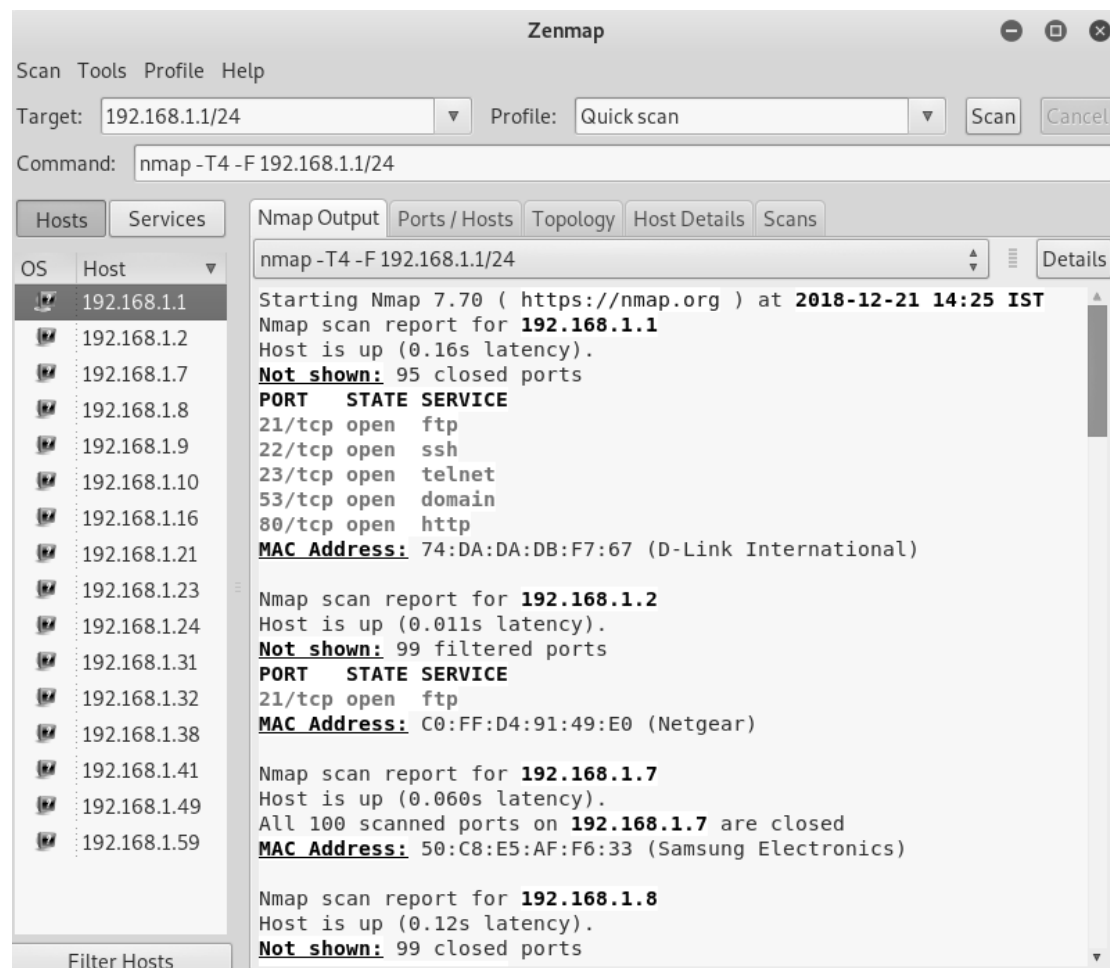 Zenmap
Scan Tools Profile Help
Target: 192.168.1.1/24 Profile: Quick scan Scan Cancel
Command: nmap -T4 -F 192.168.1.1/24
Hosts Services
Nmap Output Ports / Hosts Topology Host Details Scans
OS Host
192.168.1.1
192.168.1.2
192.168.1.7
192.168.1.8
192.168.1.9
192.168.1.10
192.168.1.16
192.168.1.21
192.168.1.23
192.168.1.24
192.168.1.31
192.168.1.32
192.168.1.38
192.168.1.41
192.168.1.49
192.168.1.59
Filter Hosts
nmap -T4 -F 192.168.1.1/24 Details
Starting Nmap 7.70 ( https://nmap.org ) at 2018-12-21 14:25 IST
Nmap scan report for 192.168.1.1
Host is up (0.16s latency).
Not shown: 95 closed ports
PORT STATE SERVICE
21/tcp open ftp
22/tcp open ssh
23/tcp open telnet
53/tcp open domain
80/tcp open http
MAC Address: 74:DA:DA:DB:F7:67 (D-Link International)
Nmap scan report for 192.168.1.2
Host is up (0.011s latency).
Not shown: 99 filtered ports
PORT STATE SERVICE
21/tcp open ftp
MAC Address: C0:FF:D4:91:49:E0 (Netgear)
Nmap scan report for 192.168.1.7
Host is up (0.060s latency).
All 100 scanned ports on 192.168.1.7 are closed
MAC Address: 50:C8:E5:AF:F6:33 (Samsung Electronics)
Nmap scan report for 192.168.1.8
Host is up (0.12s latency).
Not shown: 99 closed ports